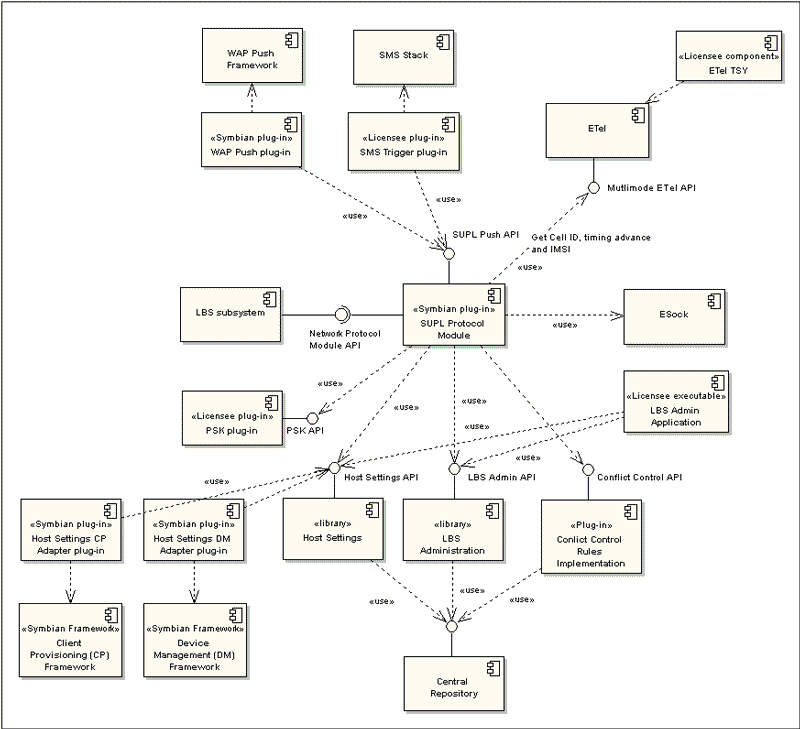 WAP Push
Framework
SMS Stack
«Licensee component»
ETel TSY
ETel
«Symbian plug-in»
WAP Push plug-in
«Licensee plug-in»
SMS Trigger plug-in
Mutlimode ETel API
«use»
«use»
SUPL Push API
Get Cell ID, timing advance
and IMSI
«use»
LBS subsystem
Network Protocol
Module API
«Symbian plug-in»
SUPL Protocol
Module
«use»
ESock
«use»
«Licensee plug-in»
PSK plug-in
PSK API
«use»
«use»
«Licensee executable»
LBS Admin
Application
«use»
«use»
Host Settings API
LBS Admin API
Conflict Control API
«Symbian plug-in»
Host Settings CP
Adapter plug-in
«Symbian plug-in»
Host Settings DM
Adapter plug-in
«library»
Host Settings
«library»
LBS
Administration
«Plug-in»
Conlict Control
Rules
Implementation
«use»
«use»
«use»
«Symbian Framework»
Client
Provisioning (CP)
Framework
«Symbian Framework»
Device
Management (DM)
Framework
Central
Repository